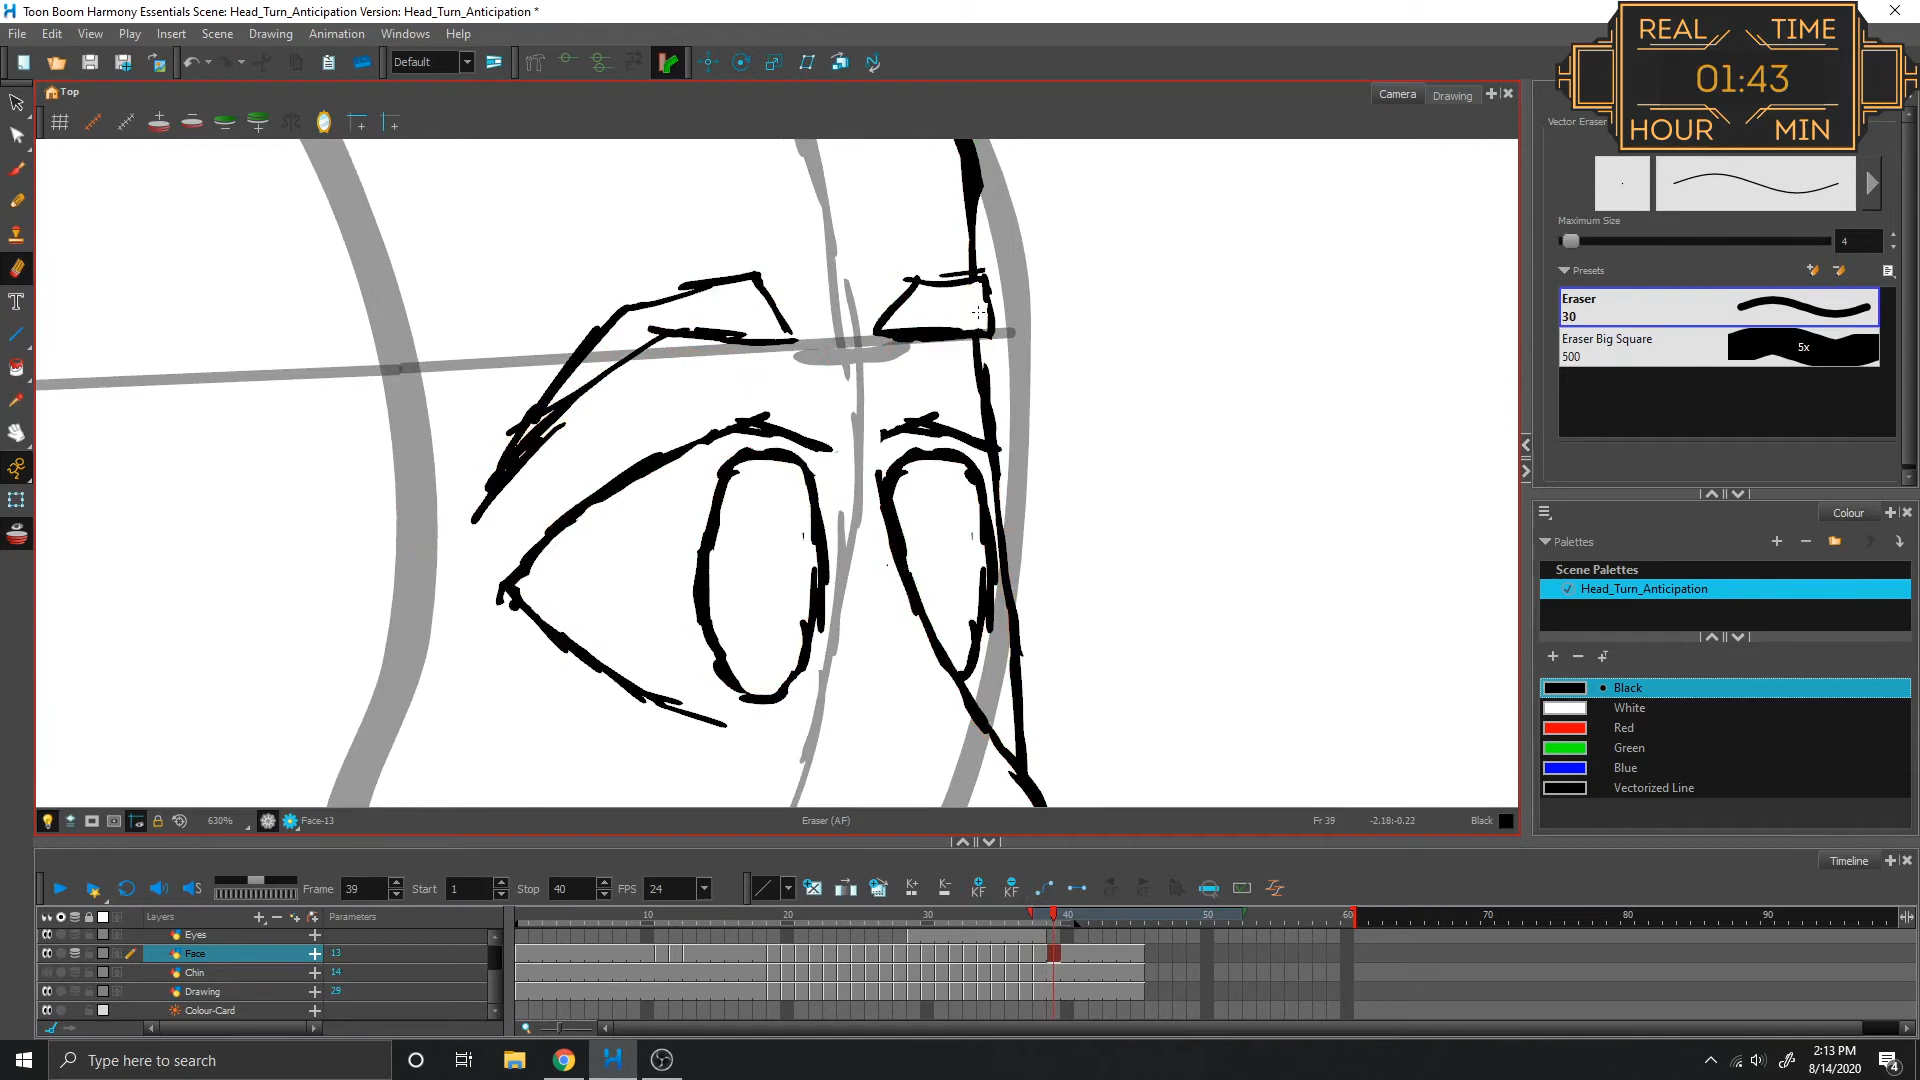 Toon Boom Harmony Essentials Scene: Head_Turn_Anticipation Version: Head_Turn_Anticipation *
File Edit View Play Insert Scene Drawing Animation Windows Help
Default
REAL TIME
01:43
HOUR MIN
Top
Camera Drawing
Vector Eraser
Maximum Size
4
Presets
Eraser
30
Eraser Big Square
500
5x
Colour
Palettes
Scene Palettes
Head_Turn_Anticipation
Black
White
Red
Green
Blue
Vectorized Line
630% Face-13 Eraser (AF) Fr 39 -2.18:-0.22 Black
Timeline
Frame 39 Start 1 Stop 40 FPS 24
K+ K- KF KF KF KF
Layers Parameters 10 20 30 40 50 60 70 80 90
Eyes
Face 13
Chin 14
Drawing 29
Colour-Card
Type here to search
2:13 PM
8/14/2020
4